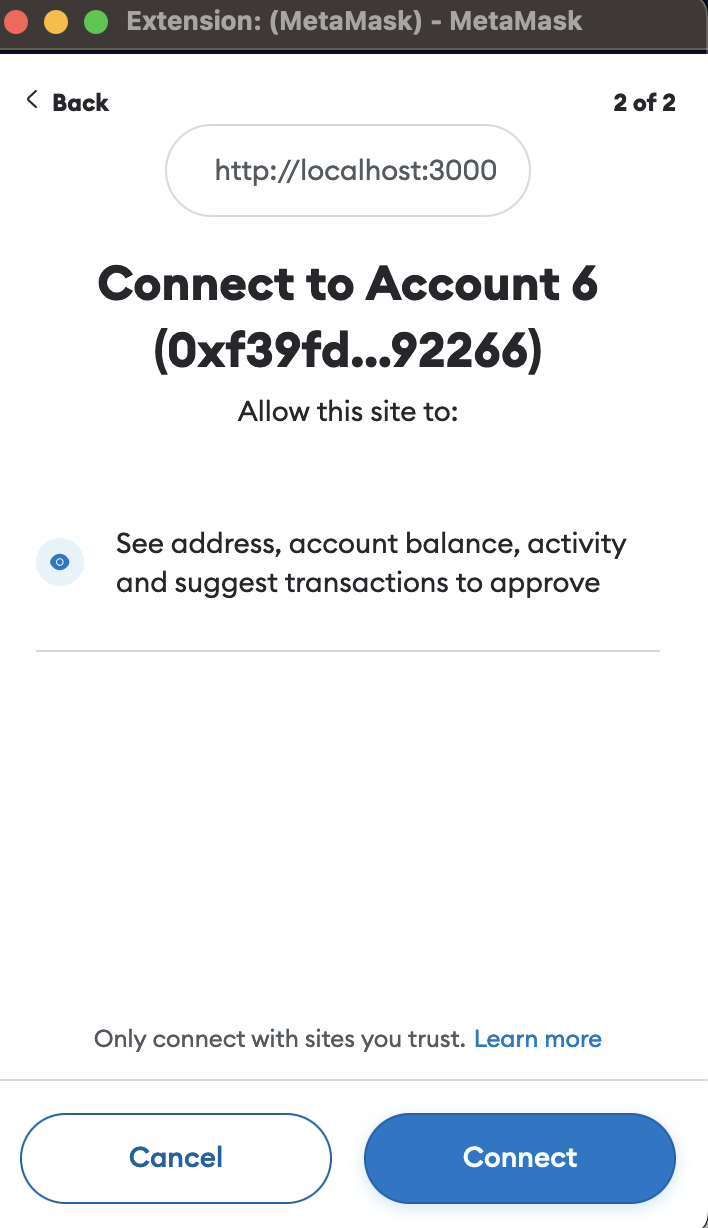 Extension: (MetaMask) - MetaMask
Back
2 of 2
http://localhost:3000
Connect to Account 6
(0xf39fd...92266)
Allow this site to:
See address, account balance, activity
and suggest transactions to approve
Only connect with sites you trust. Learn more
Cancel
Connect